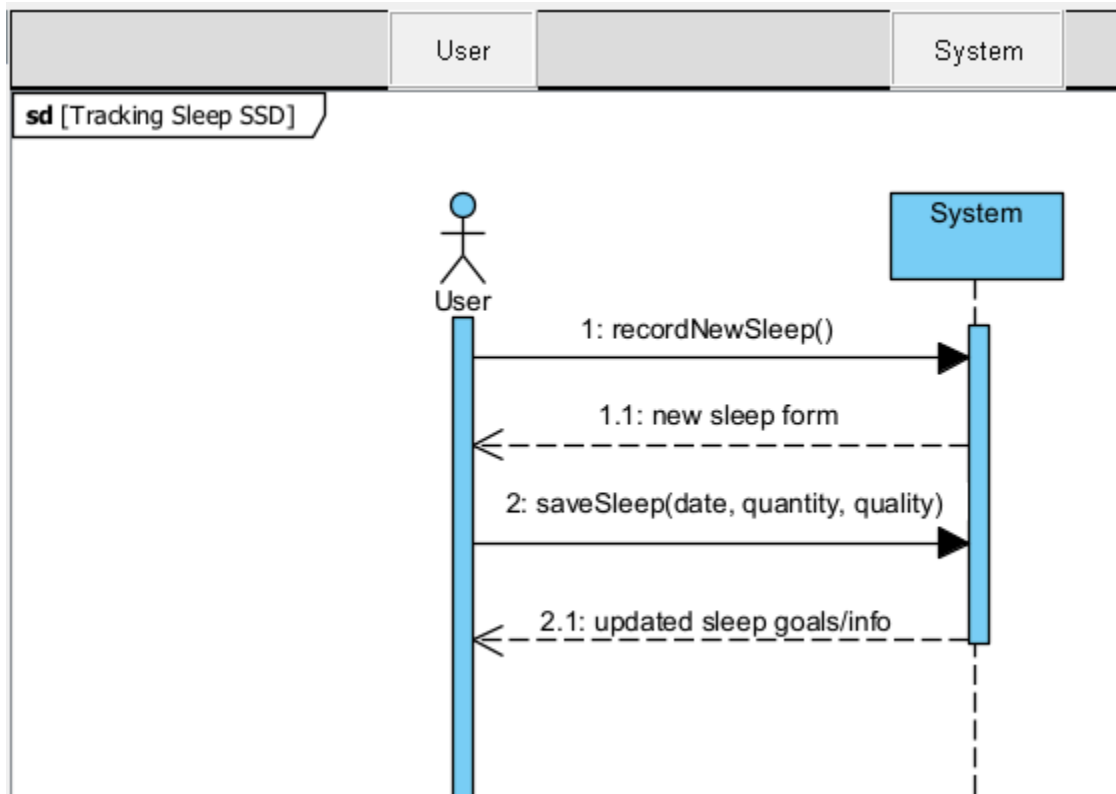 User
System
sd [Tracking Sleep SSD]
System
User
1: recordNewSleep()
1.1: new sleep form
2: saveSleep(date, quantity, quality)
2.1: updated sleep goals/info